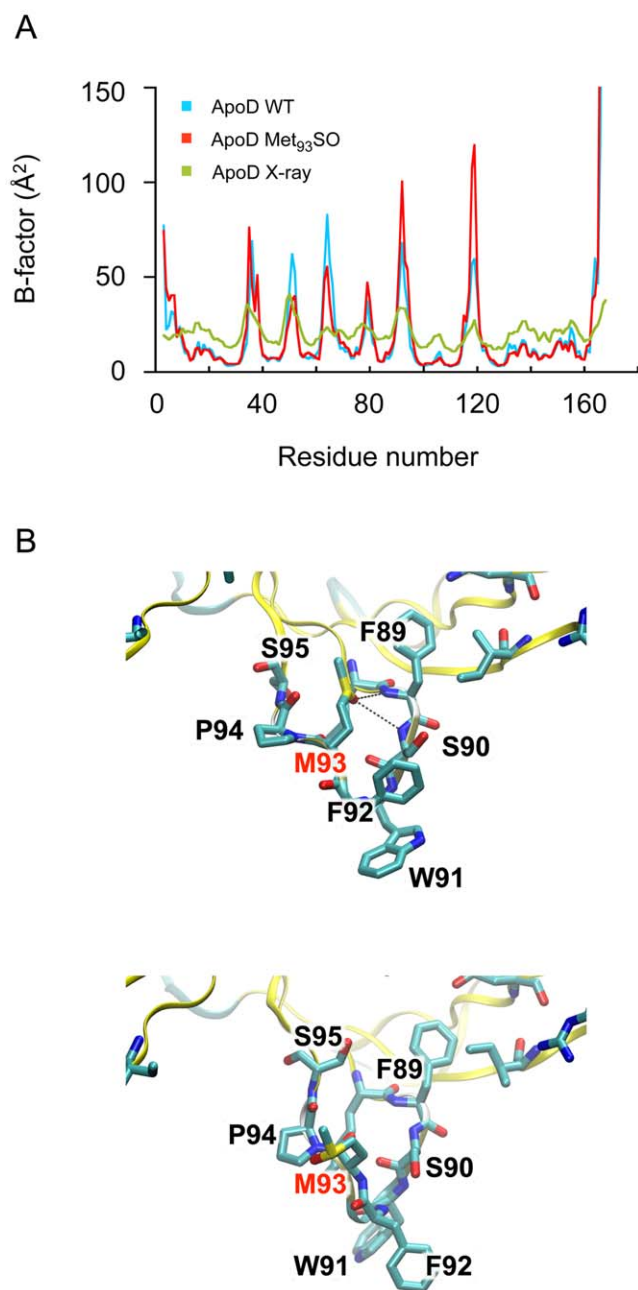 A
B-factor (Å²)
150
100
50
0
ApoD WT
ApoD Met₉₃SO
ApoD X-ray
0 40 80 120 160
Residue number
B
F89
S95
P94
S90
M93
F92
W91
S95
F89
P94
S90
M93
W91 F92